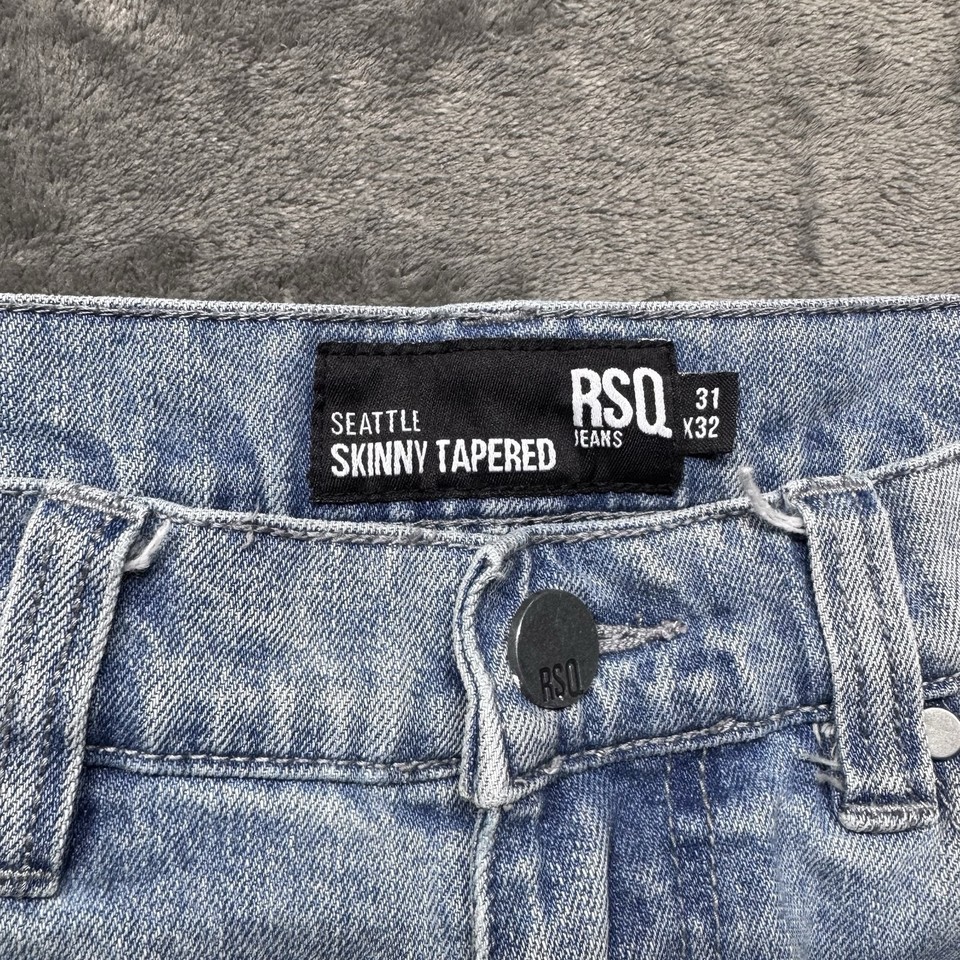 SEATTLE
SKINNY TAPERED
RSQ
JEANS
31
X32
RSQ